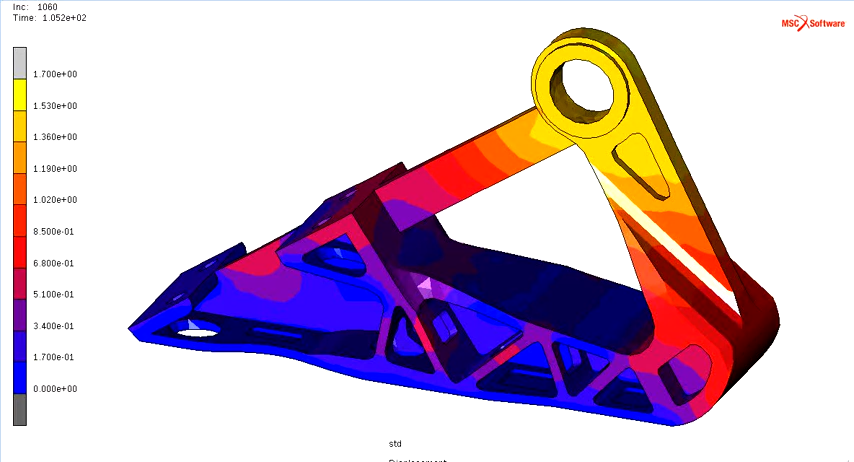 Inc: 1060
Time: 1.052e+02
MSC Software
1.700e+00
1.530e+00
1.360e+00
1.190e+00
1.020e+00
8.500e-01
6.800e-01
5.100e-01
3.400e-01
1.700e-01
0.000e+00
std
Displacement